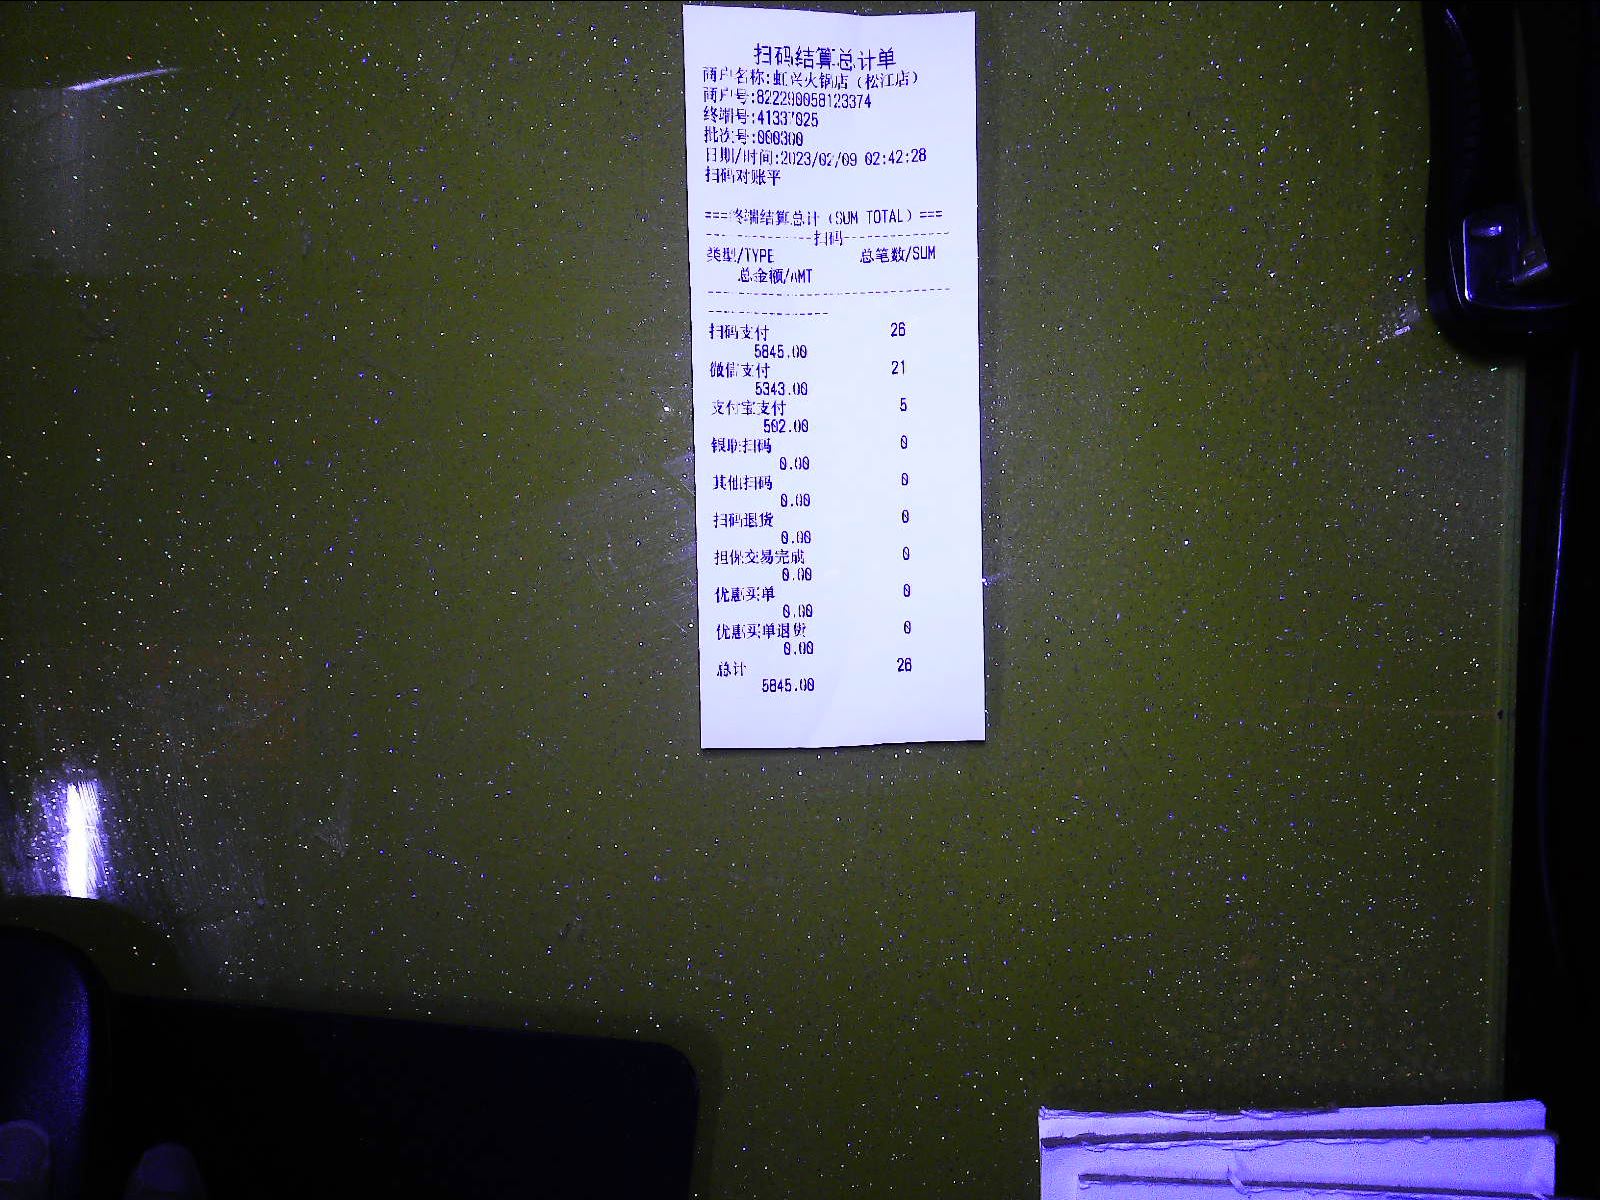 扫码结算总计单
商户名称:虹兴火锅店（松江店）
商户号:822290058123374
终端号:41337025
批次号:000300
日期/时间:2023/02/09 02:42:28
扫码对账平
===终端结算总计（SUM TOTAL）===
----------------扫码----------------
类型/TYPE 总笔数/SUM
总金额/AMT
扫码支付 26
5845.00
微信支付 21
5343.00
支付宝支付 5
502.00
银联扫码 0
0.00
其他扫码 0
0.00
扫码退货 0
0.00
担保交易完成 0
0.00
优惠买单 0
0.00
优惠买单退货 0
0.00
总计 26
5845.00